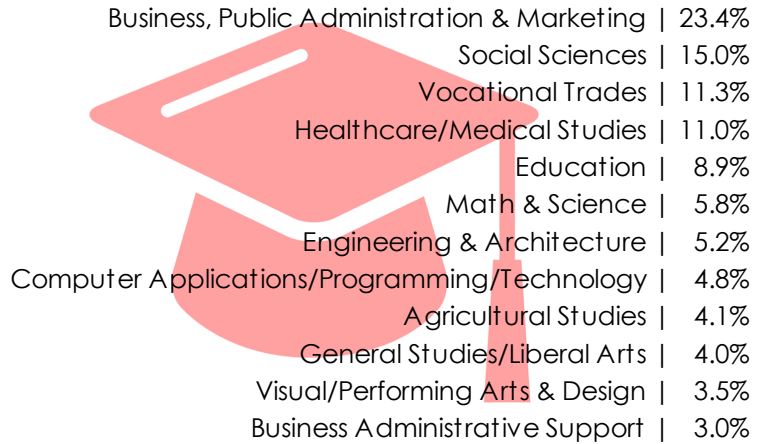 Business, Public Administration & Marketing | 23.4%
Social Sciences | 15.0%
Vocational Trades | 11.3%
Healthcare/Medical Studies | 11.0%
Education | 8.9%
Math & Science | 5.8%
Engineering & Architecture | 5.2%
Computer Applications/Programming/Technology | 4.8%
Agricultural Studies | 4.1%
General Studies/Liberal Arts | 4.0%
Visual/Performing Arts & Design | 3.5%
Business Administrative Support | 3.0%